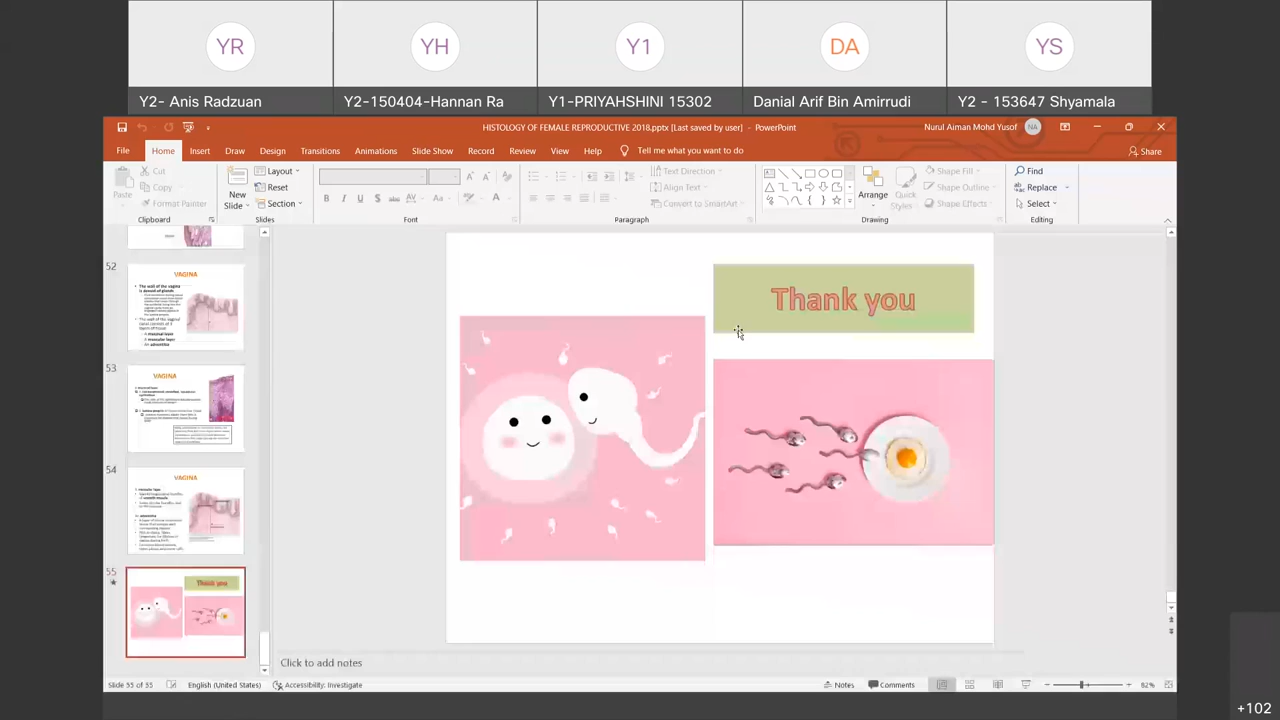 YR
YH
Y1
DA
YS
Y2- Anis Radzuan
Y2-150404-Hannan Ra
Y1-PRIYAHSHINI 15302
Danial Arif Bin Amirrudi
Y2 - 153647 Shyamala
HISTOLOGY OF FEMALE REPRODUCTIVE 2018.pptx [Last saved by user] - PowerPoint
Nurul Aiman Mohd Yusof
NA
File
Home
Insert
Draw
Design
Transitions
Animations
Slide Show
Record
Review
View
Help
Tell me what you want to do
Share
Paste
Cut
Copy
Format Painter
Clipboard
New
Slide
Layout
Reset
Section
Slides
B
I
U
S
abc
AV
Aa
A
Font
Text Direction
Align Text
Convert to SmartArt
Paragraph
Arrange
Quick
Styles
Shape Fill
Shape Outline
Shape Effects
Drawing
Find
Replace
Select
Editing
52
VAGINA
53
VAGINA
54
VAGINA
55
Thank you
Thank you
Click to add notes
Slide 55 of 55
English (United States)
Accessibility: Investigate
Notes
Comments
82%
+102